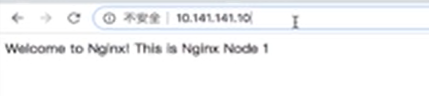 不安全 | 10.141.141.10
Welcome to Nginx! This is Nginx Node 1